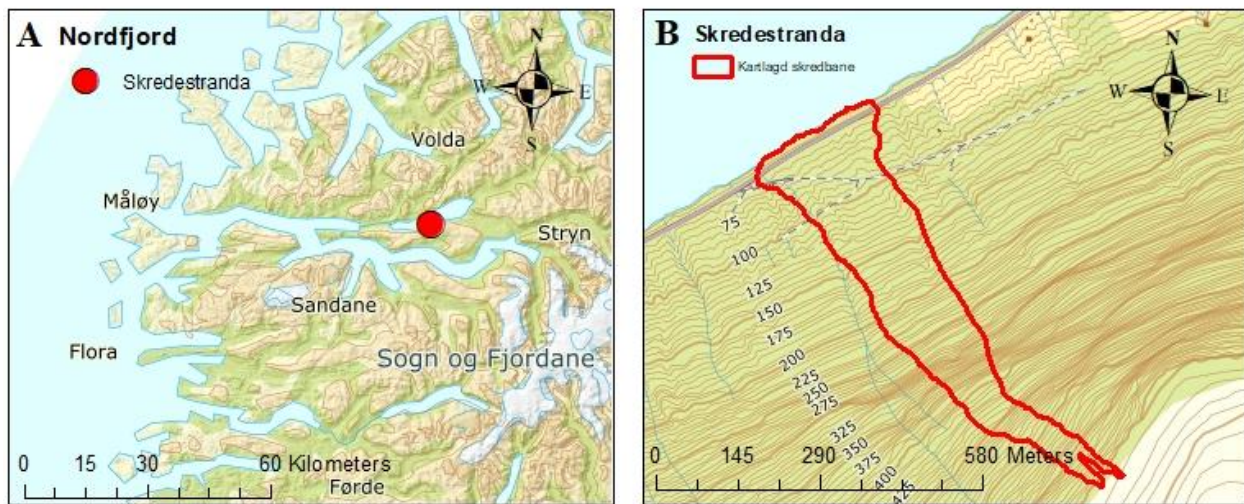 A Nordfjord
Skredestranda
N
W E
S
Volda
Måløy
Stryn
Sandane
Flora
Sogn og Fjordane
0 15 30 60 Kilometers
Førde
B Skredestranda
Kartlagd skredbane
N
W E
S
75
100
125
150
175
200
225
250
275
325
350
375
400
425
0 145 290 580 Meters